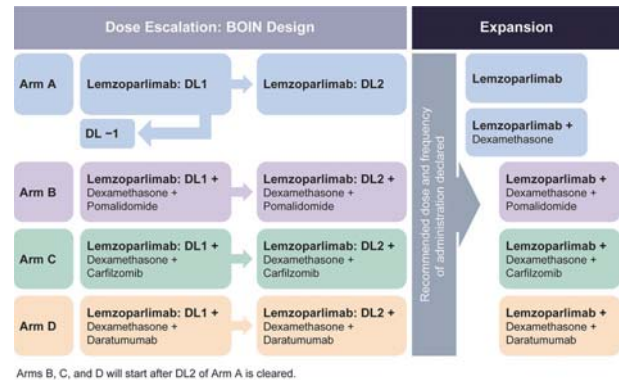 Dose Escalation: BOIN Design
Expansion
Arm A
Lemzoparlimab: DL1
Lemzoparlimab: DL2
DL −1
Lemzoparlimab
Lemzoparlimab +
Dexamethasone
Recommended dose and frequency
of administration declared
Arm B
Lemzoparlimab: DL1 +
Dexamethasone +
Pomalidomide
Lemzoparlimab: DL2 +
Dexamethasone +
Pomalidomide
Lemzoparlimab +
Dexamethasone +
Pomalidomide
Arm C
Lemzoparlimab: DL1 +
Dexamethasone +
Carfilzomib
Lemzoparlimab: DL2 +
Dexamethasone +
Carfilzomib
Lemzoparlimab +
Dexamethasone +
Carfilzomib
Arm D
Lemzoparlimab: DL1 +
Dexamethasone +
Daratumumab
Lemzoparlimab: DL2 +
Dexamethasone +
Daratumumab
Lemzoparlimab +
Dexamethasone +
Daratumumab
Arms B, C, and D will start after DL2 of Arm A is cleared.